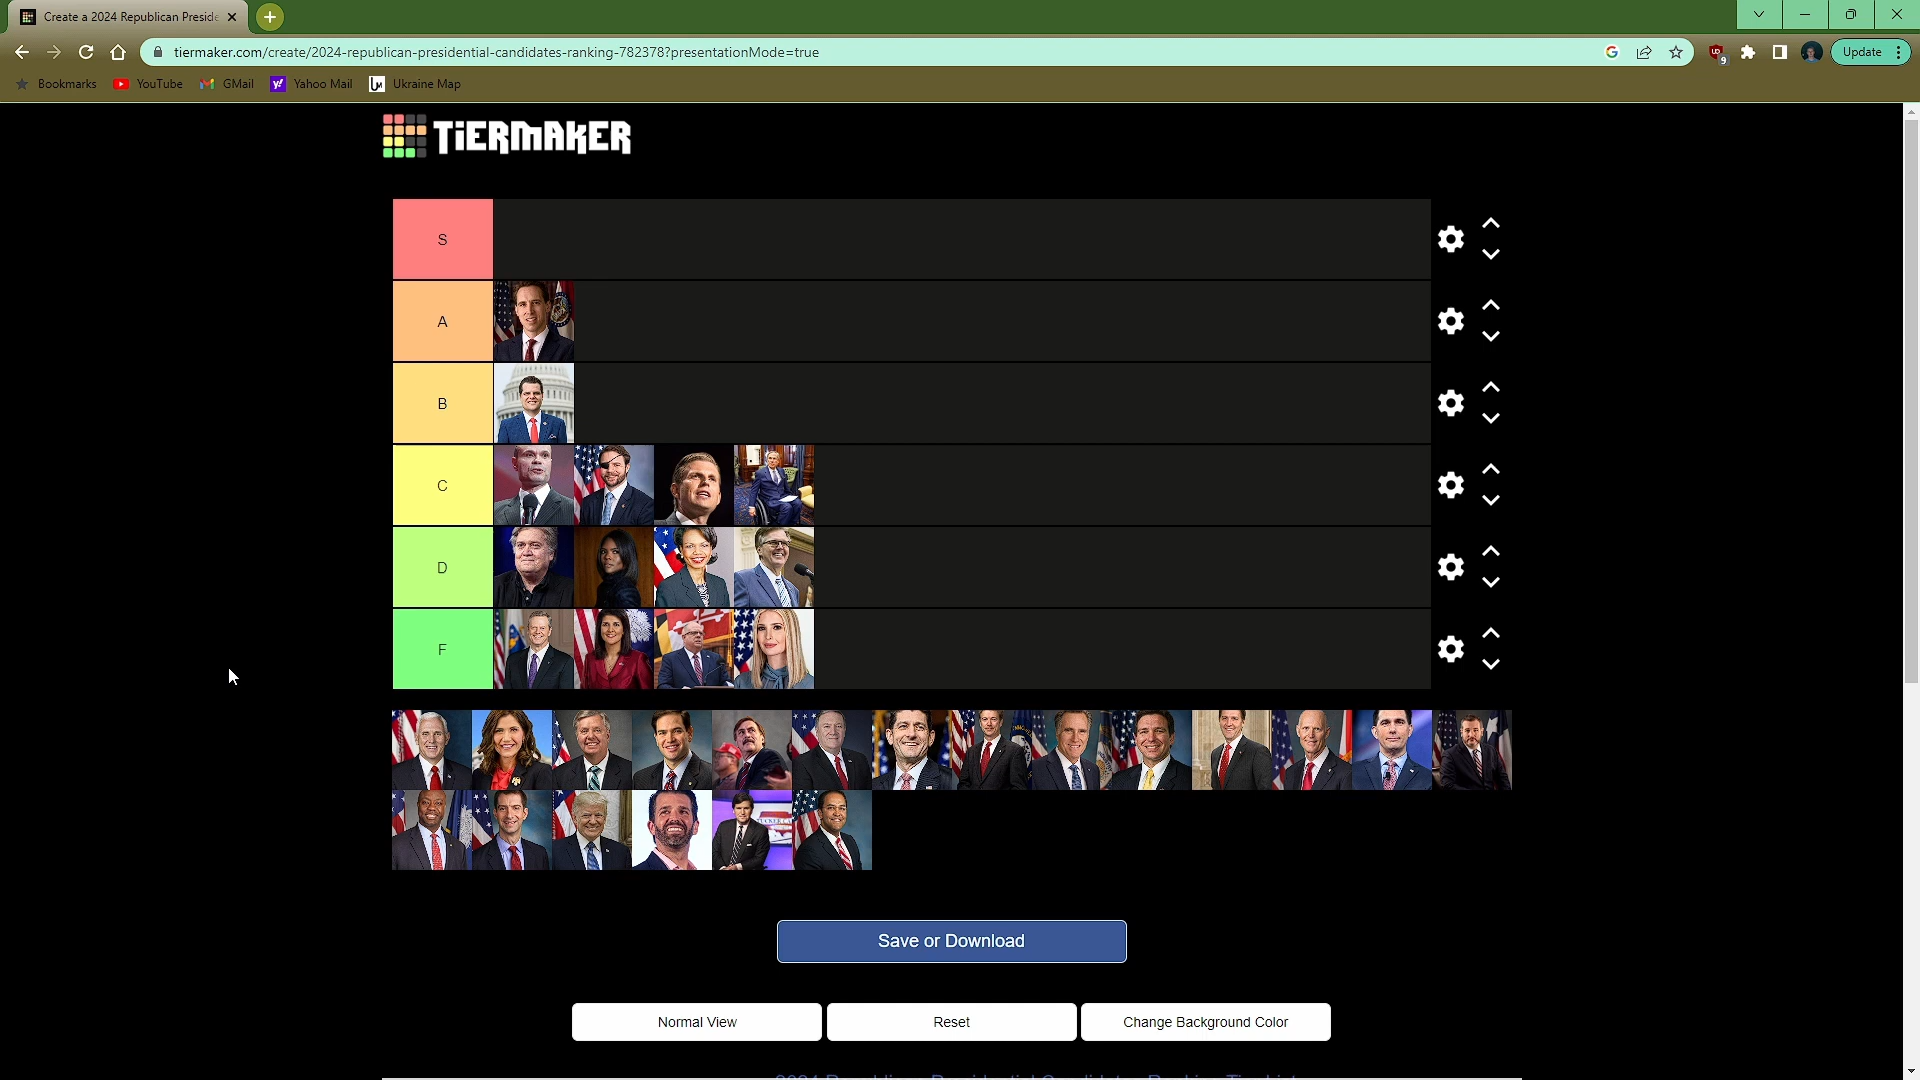 Create a 2024 Republican Preside
tiermaker.com/create/2024-republican-presidential-candidates-ranking-782378?presentationMode=true
9
Update
Bookmarks
YouTube
GMail
Yahoo Mail
Ukraine Map
TiERMAKER
S
A
B
C
D
F
Save or Download
Normal View
Reset
Change Background Color